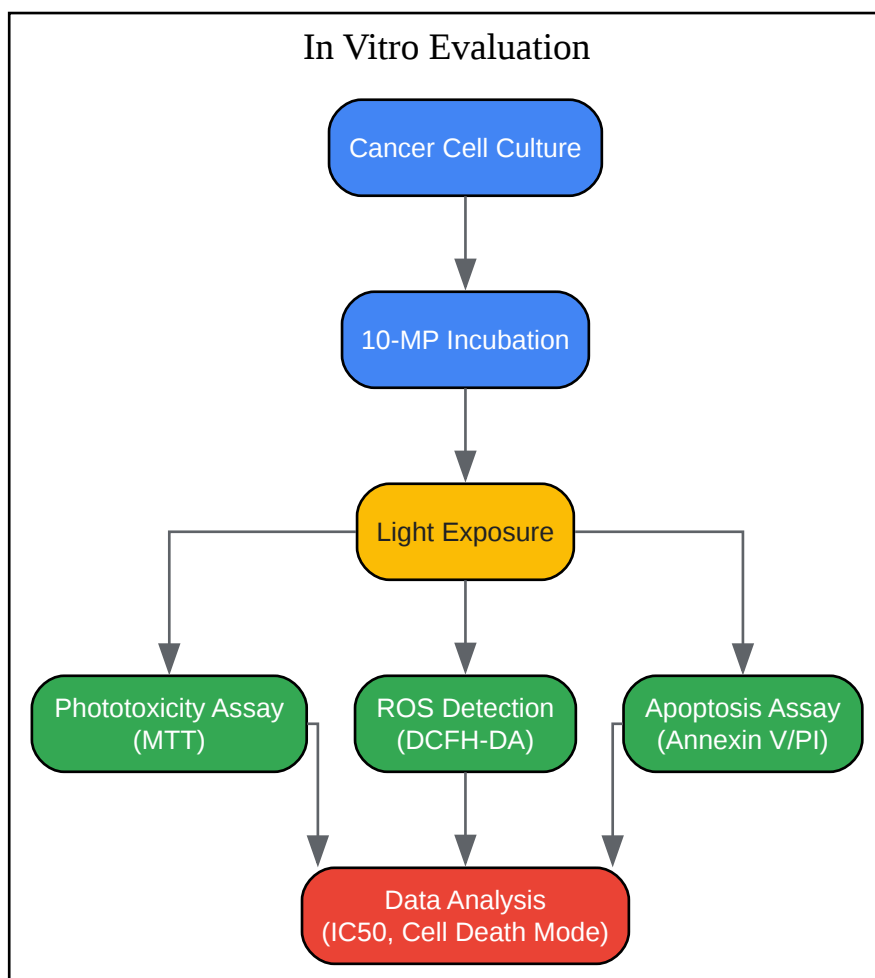 In Vitro Evaluation
Cancer Cell Culture
10-MP Incubation
Light Exposure
Phototoxicity Assay
(MTT)
ROS Detection
(DCFH-DA)
Apoptosis Assay
(Annexin V/PI)
Data Analysis
(IC50, Cell Death Mode)